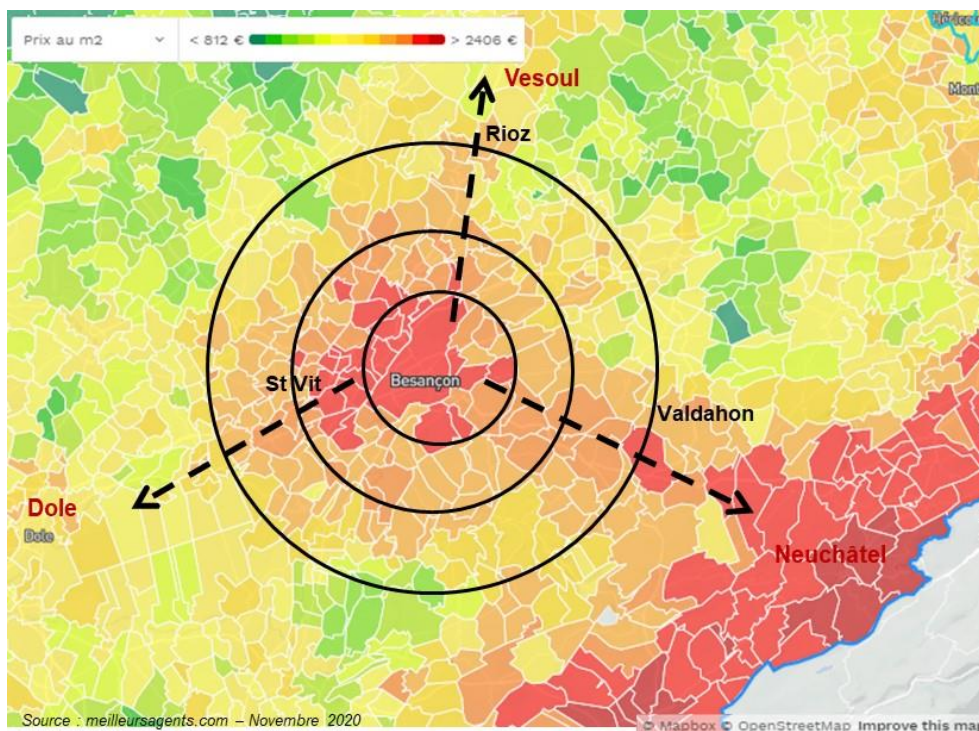 Prix au m2
< 812 €
> 2406 €
Vesoul
Rioz
St Vit
Besançon
Valdahon
Dole
Dole
Neuchâtel
Source : meilleursagents.com – Novembre 2020
© Mapbox © OpenStreetMap Improve this map